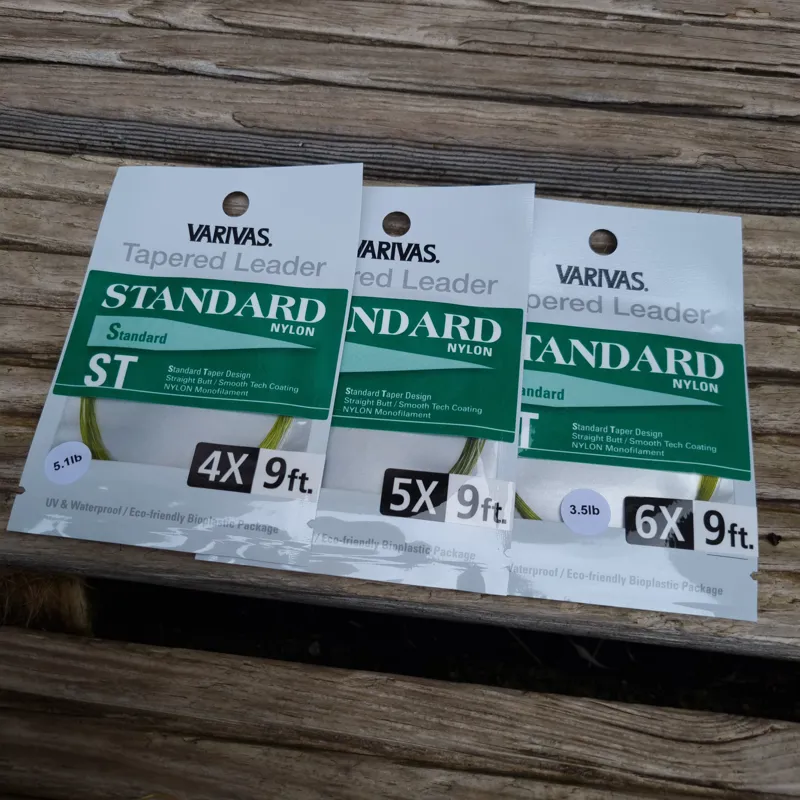 VARIVAS.
Tapered Leader
STANDARD
NYLON
Standard
ST
Standard Taper Design
Straight Butt / Smooth Tech Coating
NYLON Monofilament
5.1lb
4X 9ft.
UV & Waterproof / Eco-friendly Bioplastic Package
VARIVAS.
red Leader
NDARD
NYLON
Standard Taper Design
Straight Butt / Smooth Tech Coating
NYLON Monofilament
5X 9ft.
/ Eco-friendly Bioplastic Package
VARIVAS.
pered Leader
TANDARD
NYLON
andard
T
Standard Taper Design
Straight Butt / Smooth Tech Coating
NYLON Monofilament
3.5lb
6X 9ft.
aterproof / Eco-friendly Bioplastic Package